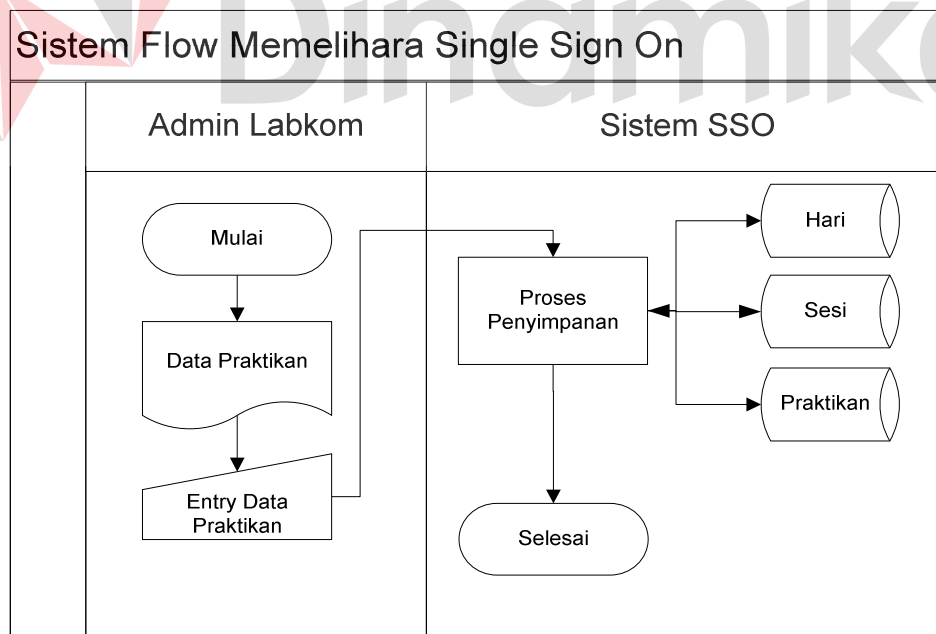 Sistem Flow Memelihara Single Sign On
Dinamika
Admin Labkom
Sistem SSO
Mulai
Data Praktikan
Entry Data
Praktikan
Proses
Penyimpanan
Selesai
Hari
Sesi
Praktikan